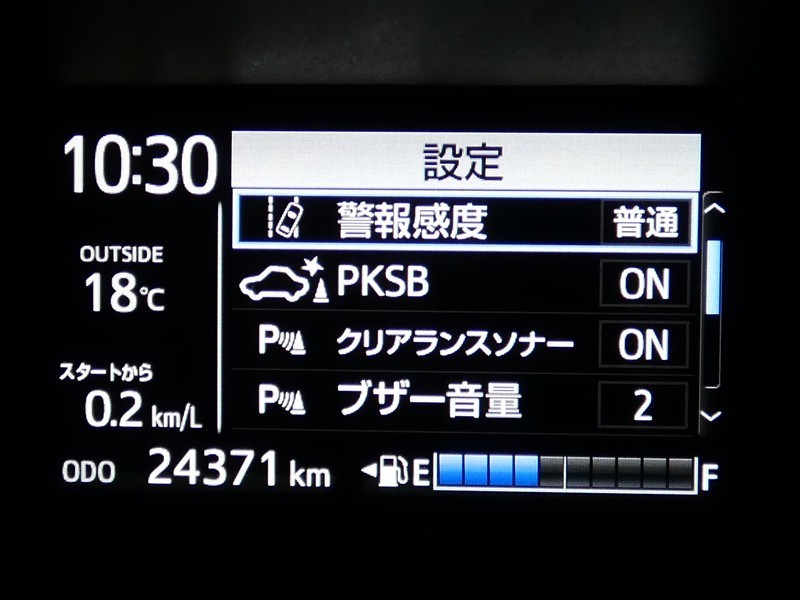 10:30
設定
警報感度 普通
OUTSIDE
18℃
PKSB ON
P クリアランスソナー ON
スタートから
0.2 km/L
P ブザー音量 2
ODO 24371 km E F